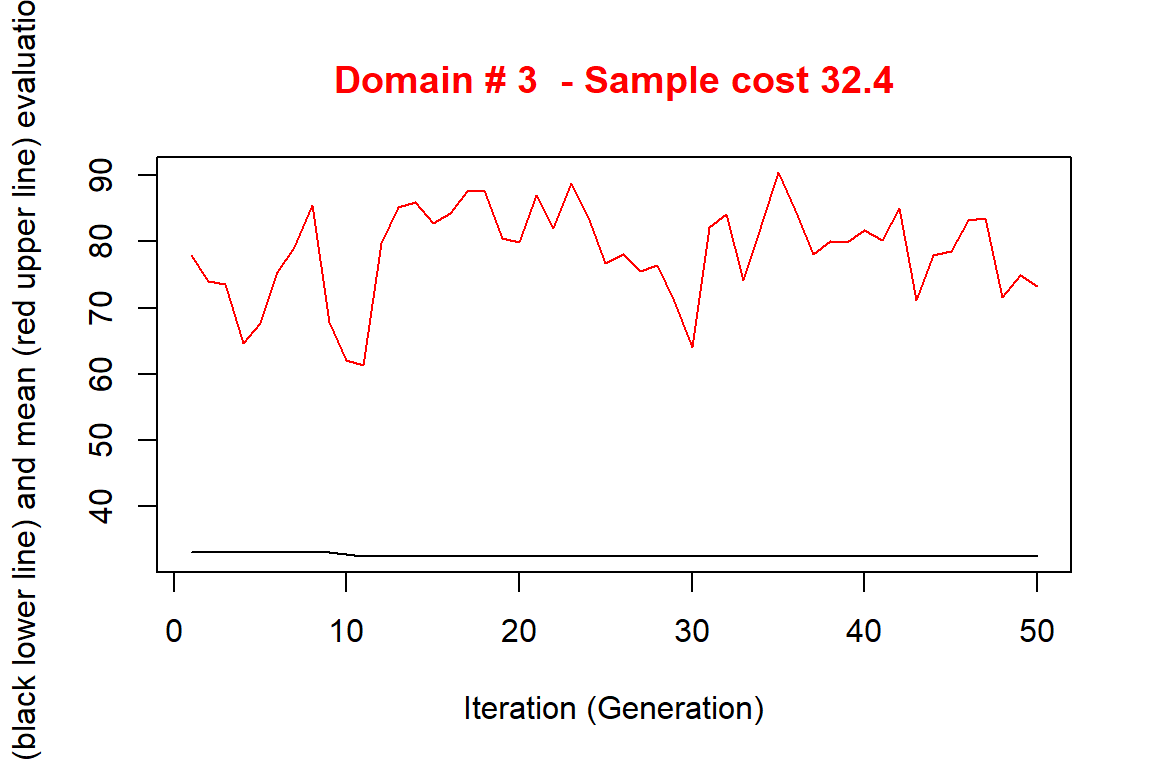 Domain # 3  - Sample cost 32.4
(black lower line) and mean (red upper line) evaluatio
90
80
70
60
50
40
0 10 20 30 40 50
Iteration (Generation)